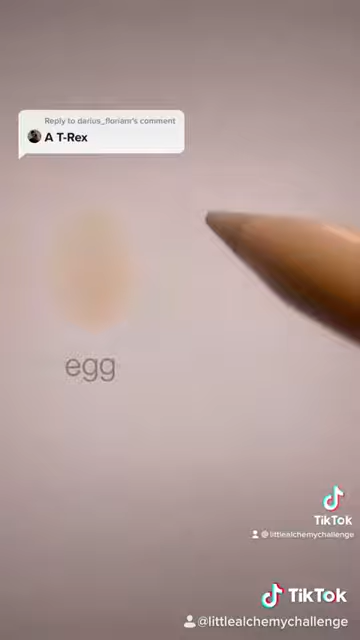 Reply to darius_floriann's comment
A T-Rex
egg
TikTok
@littlealchemychallenge
TikTok
@littlealchemychallenge